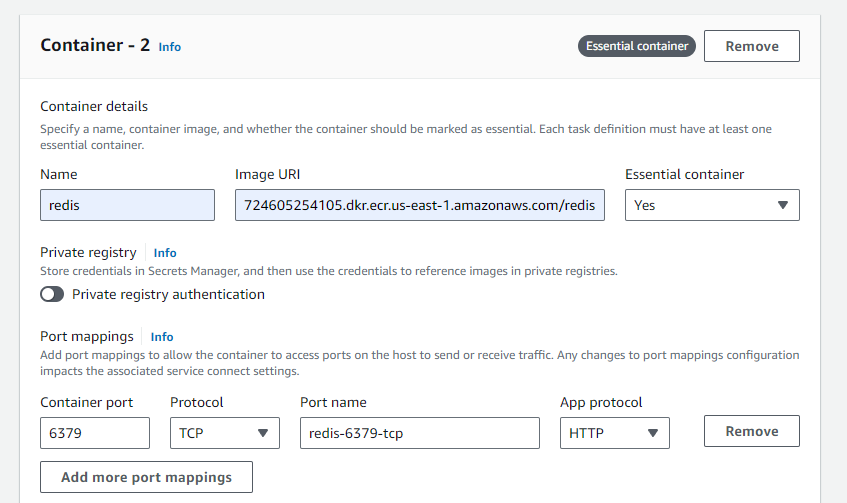 Container - 2 Info Essential container Remove
Container details
Specify a name, container image, and whether the container should be marked as essential. Each task definition must have at least one
essential container.
Name Image URI Essential container
redis 724605254105.dkr.ecr.us-east-1.amazonaws.com/redis Yes
Private registry Info
Store credentials in Secrets Manager, and then use the credentials to reference images in private registries.
Private registry authentication
Port mappings Info
Add port mappings to allow the container to access ports on the host to send or receive traffic. Any changes to port mappings configuration
impacts the associated service connect settings.
Container port Protocol Port name App protocol
6379 TCP redis-6379-tcp HTTP Remove
Add more port mappings